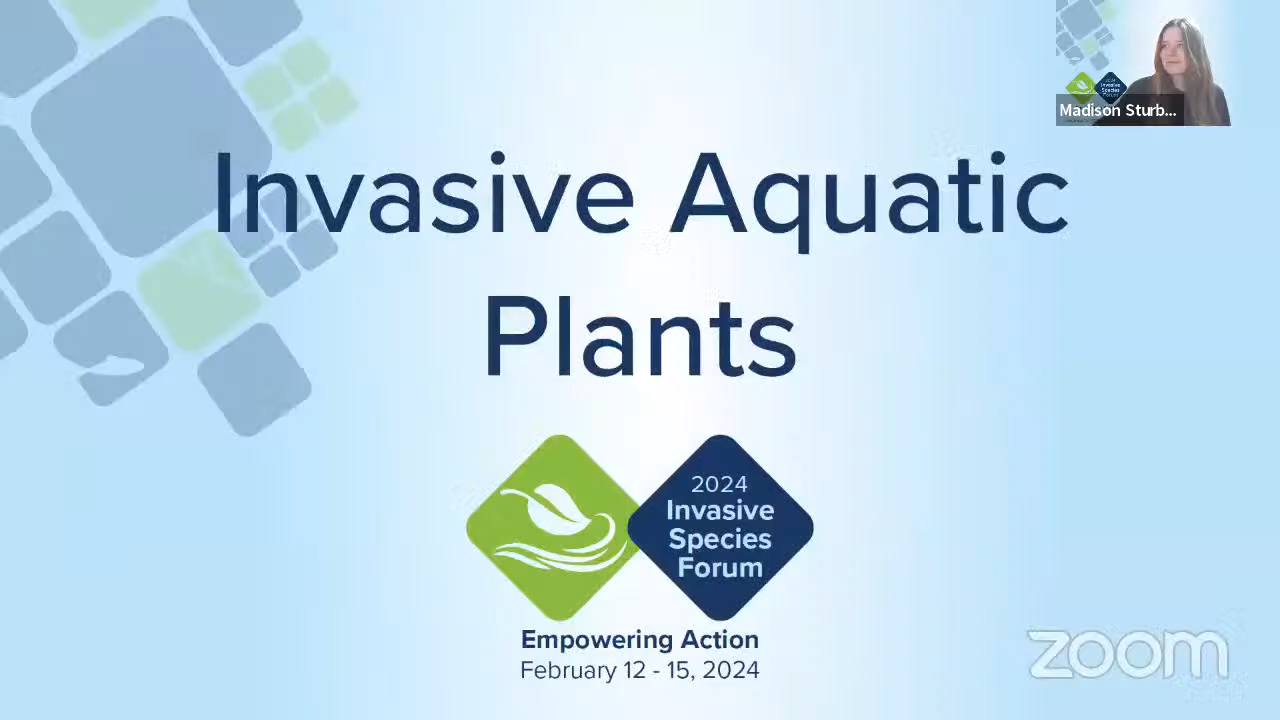 Madison Sturb...
Invasive Aquatic
Plants
2024
Invasive
Species
Forum
Empowering Action
February 12 - 15, 2024
zoom